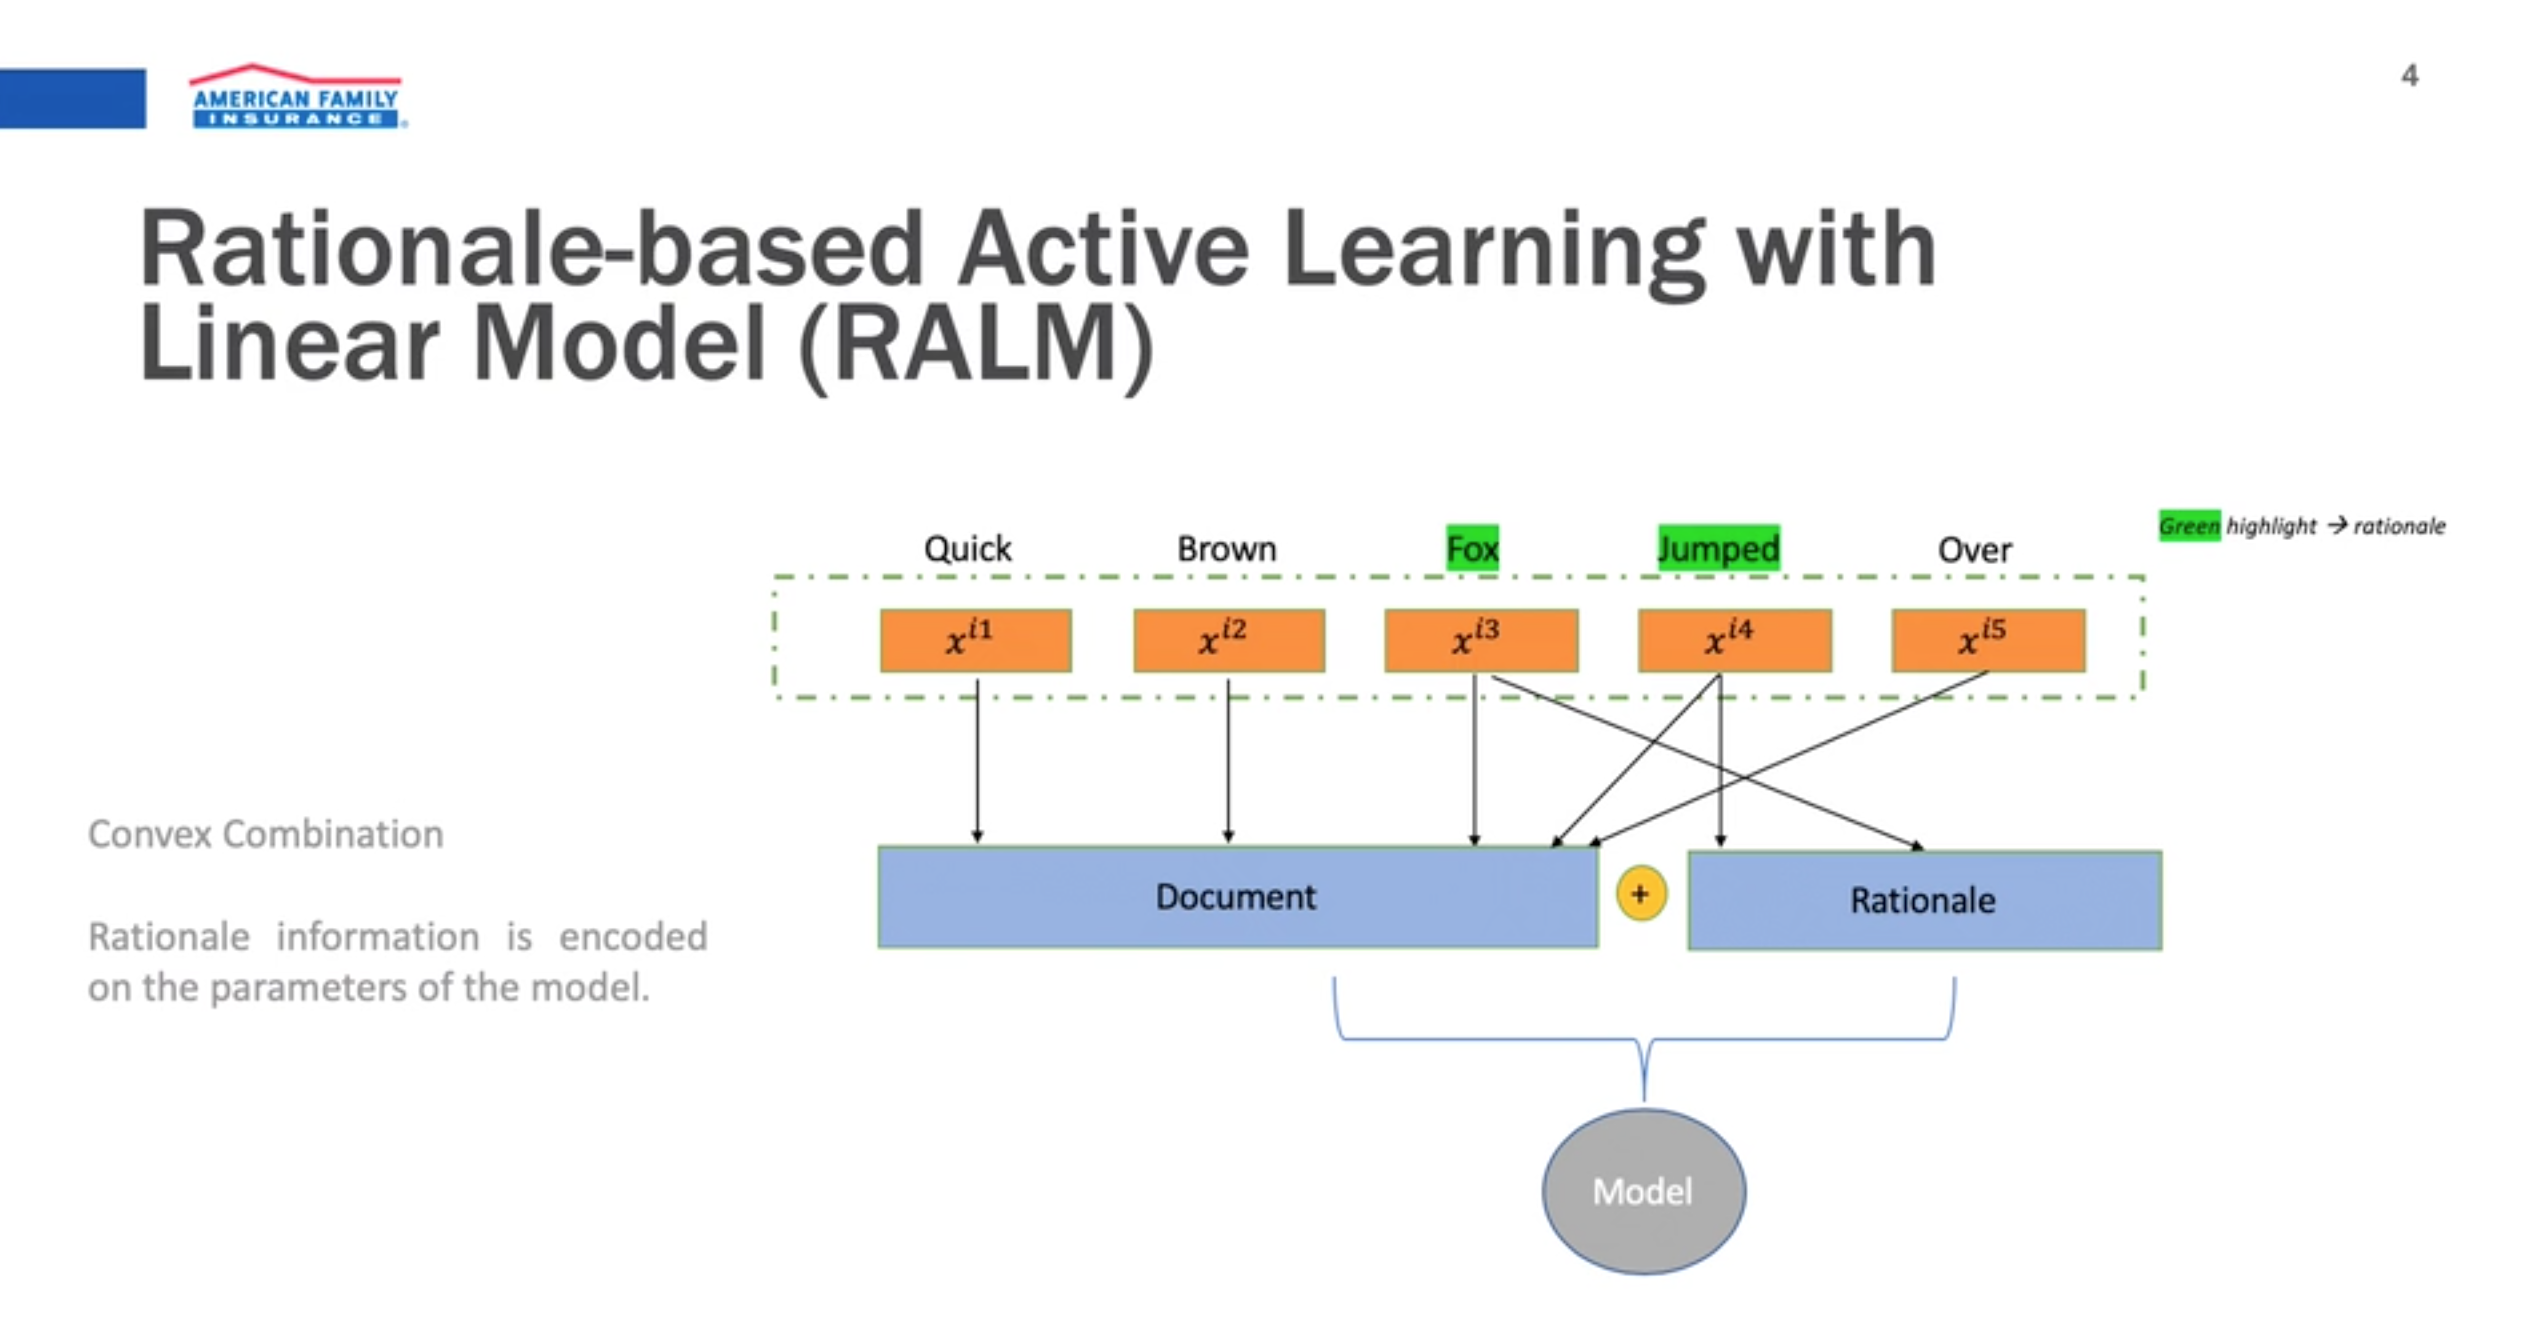 4
AMERICAN FAMILY
INSURANCE®
Rationale-based Active Learning with
Linear Model (RALM)
Green highlight → rationale
Quick Brown Fox Jumped Over
x^{i1} x^{i2} x^{i3} x^{i4} x^{i5}
Convex Combination
Rationale information is encoded
on the parameters of the model.
Document + Rationale
Model